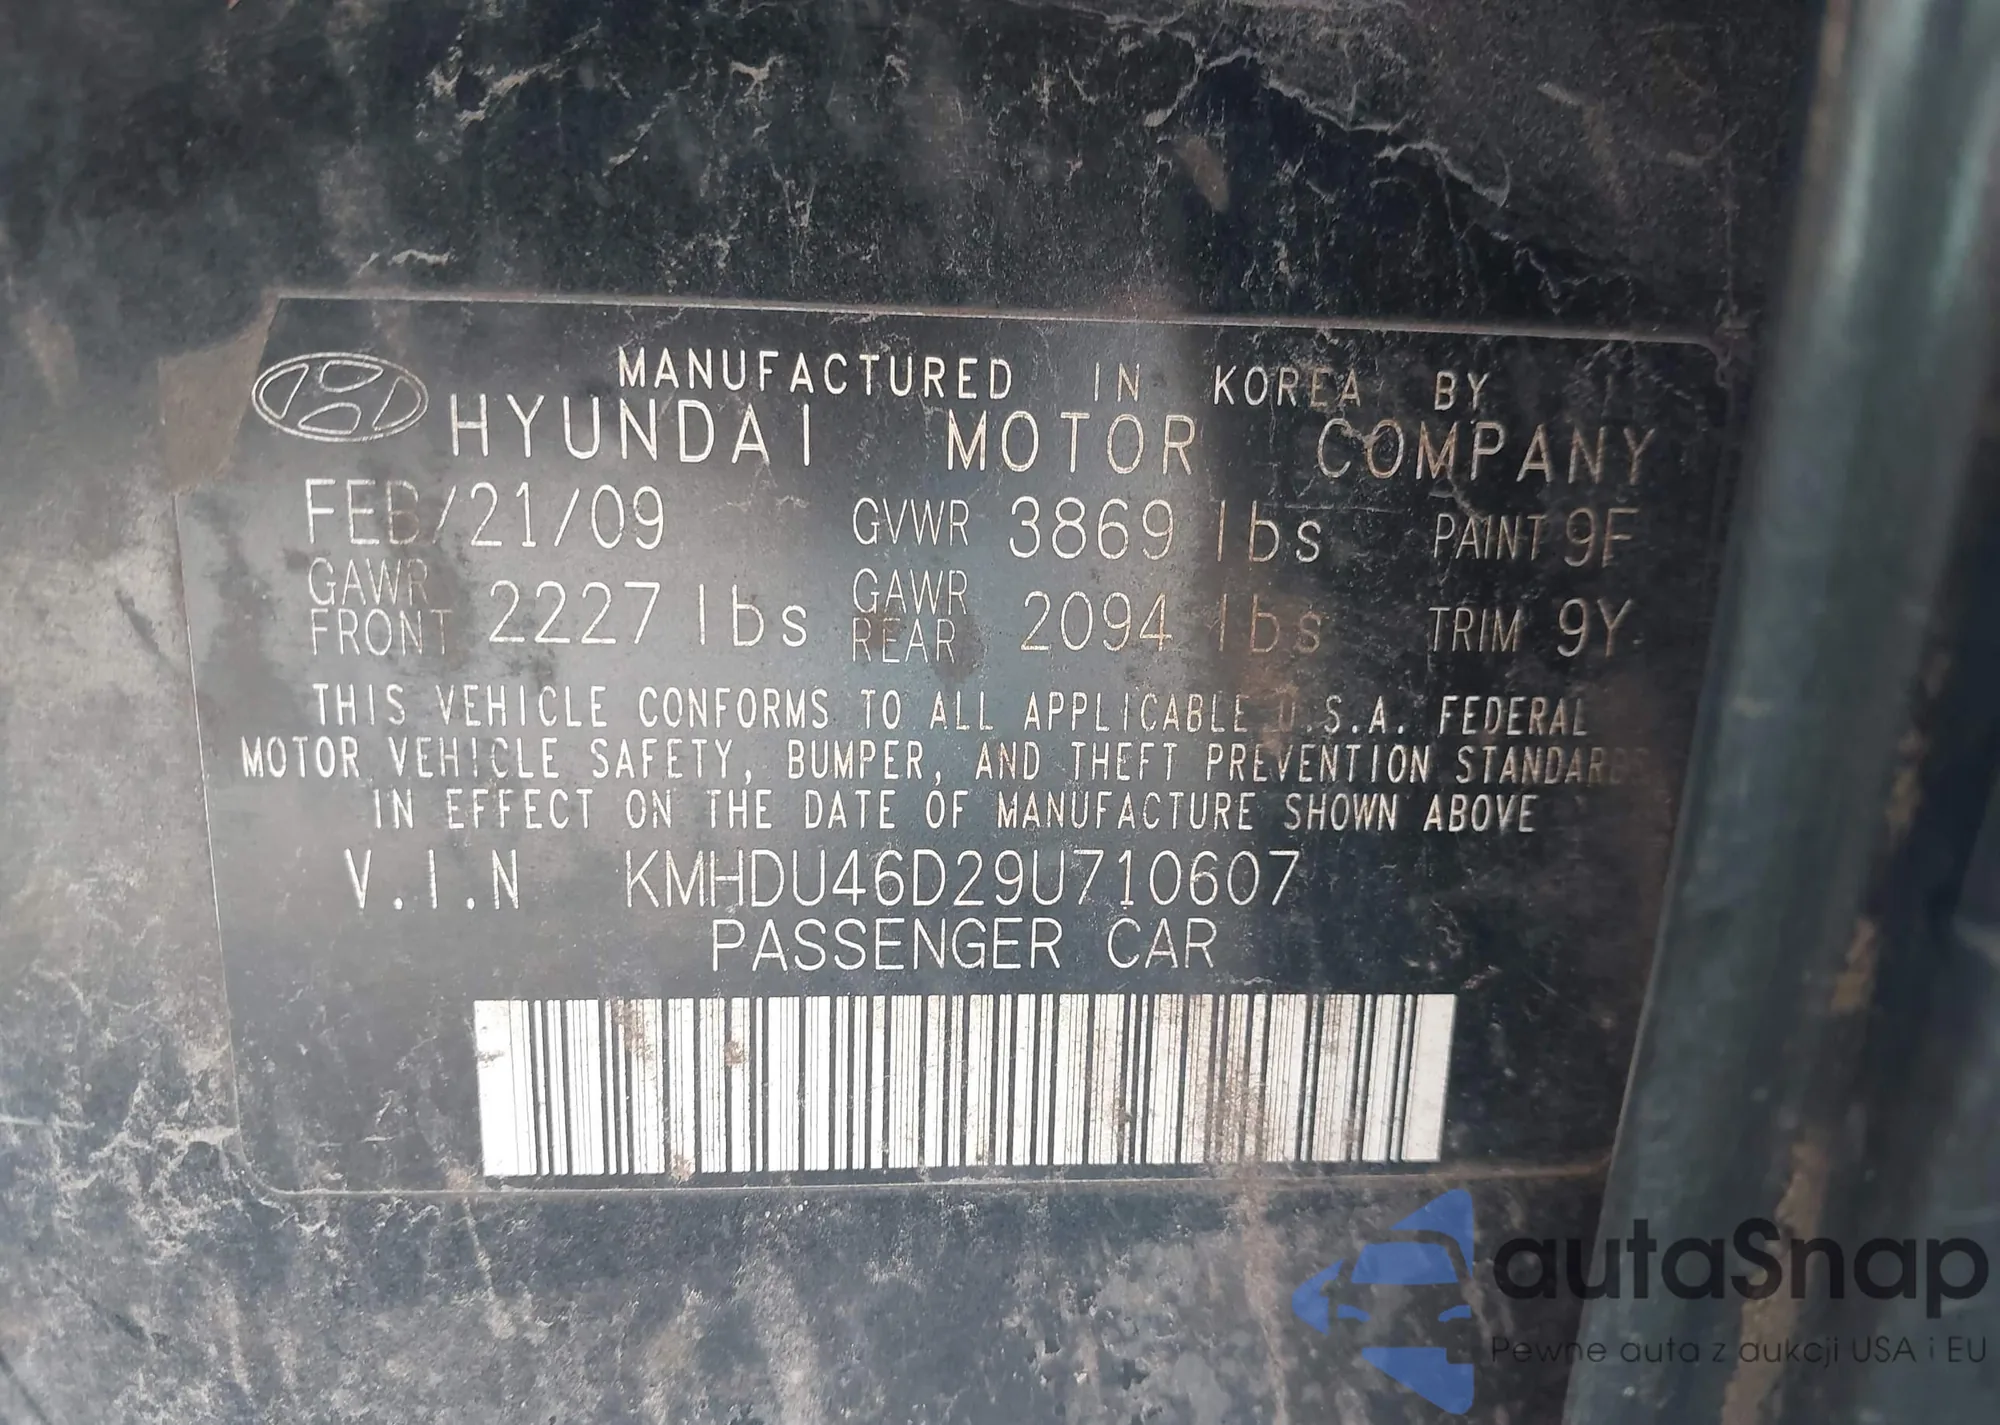 MANUFACTURED IN KOREA BY
HYUNDAI MOTOR COMPANY
FEB/21/09 GVWR 3869 lbs PAINT 9F
GAWR FRONT 2227 lbs GAWR REAR 2094 lbs TRIM 9Y
THIS VEHICLE CONFORMS TO ALL APPLICABLE U.S.A. FEDERAL
MOTOR VEHICLE SAFETY, BUMPER, AND THEFT PREVENTION STANDARDS
IN EFFECT ON THE DATE OF MANUFACTURE SHOWN ABOVE
V.I.N KMHDU46D29U710607
PASSENGER CAR
autaSnap
Pewne auta z aukcji USA i EU